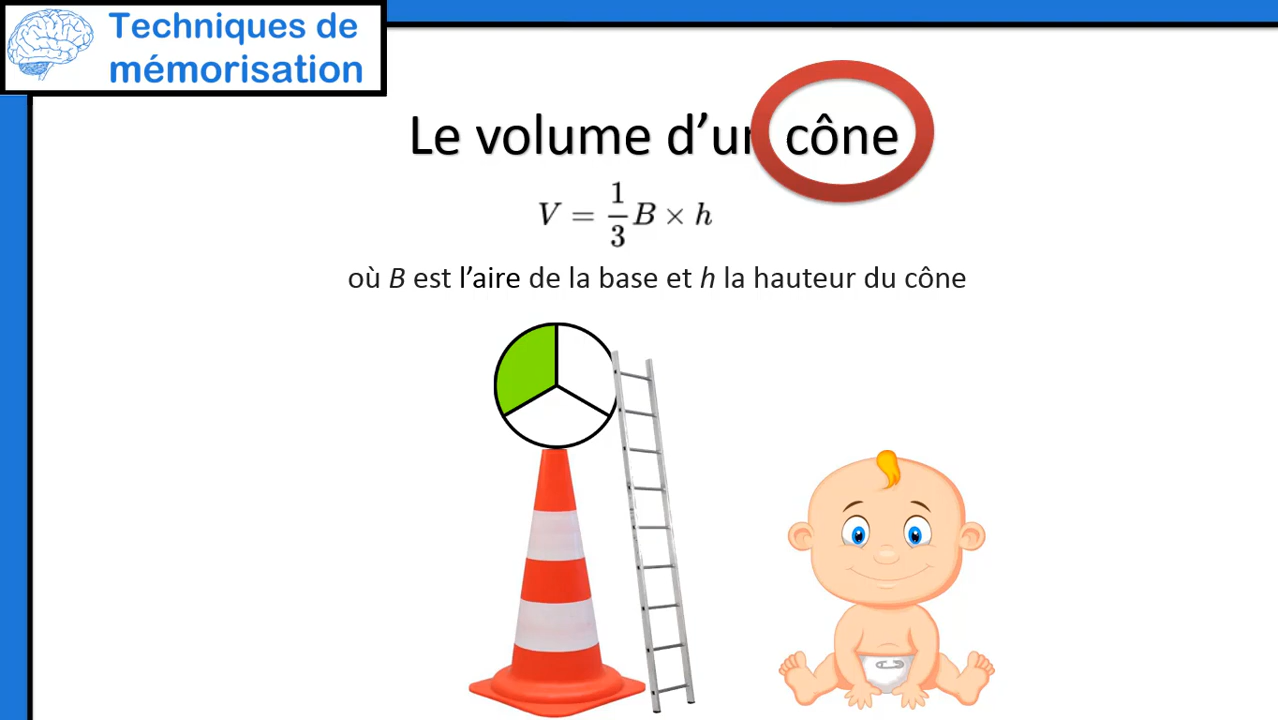 Techniques de
mémorisation
Le volume d’un cône
V = \frac{1}{3} B × h
où B est l’aire de la base et h la hauteur du cône